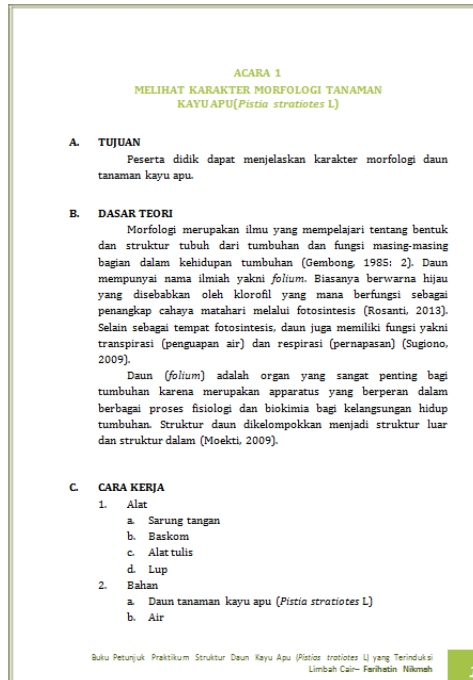 ACARA 1
MELIHAT KARAKTER MORFOLOGI TANAMAN
KAYU APU(Pistia stratiotes L)
A. TUJUAN
Peserta didik dapat menjelaskan karakter morfologi daun
tanaman kayu apu.
B. DASAR TEORI
Morfologi merupakan ilmu yang mempelajari tentang bentuk
dan struktur tubuh dari tumbuhan dan fungsi masing-masing
bagian dalam kehidupan tumbuhan (Gembong, 1985: 2). Daun
mempunyai nama ilmiah yakni folium. Biasanya berwarna hijau
yang disebabkan oleh klorofil yang mana berfungsi sebagai
penangkap cahaya matahari melalui fotosintesis (Rosanti, 2013).
Selain sebagai tempat fotosintesis, daun juga memiliki fungsi yakni
transpirasi (penguapan air) dan respirasi (pernapasan) (Sugiono,
2009).
Daun (folium) adalah organ yang sangat penting bagi
tumbuhan karena merupakan apparatus yang berperan dalam
berbagai proses fisiologi dan biokimia bagi kelangsungan hidup
tumbuhan. Struktur daun dikelompokkan menjadi struktur luar
dan struktur dalam (Moekti, 2009).
C. CARA KERJA
1. Alat
a. Sarung tangan
b. Baskom
c. Alat tulis
d. Lup
2. Bahan
a. Daun tanaman kayu apu (Pistia stratiotes L)
b. Air
Buku Petunjuk Praktikum Struktur Daun Kayu Apu (Pistias tratiotes L) yang Terinduksi
Limbah Cair– Farihatin Nikmah